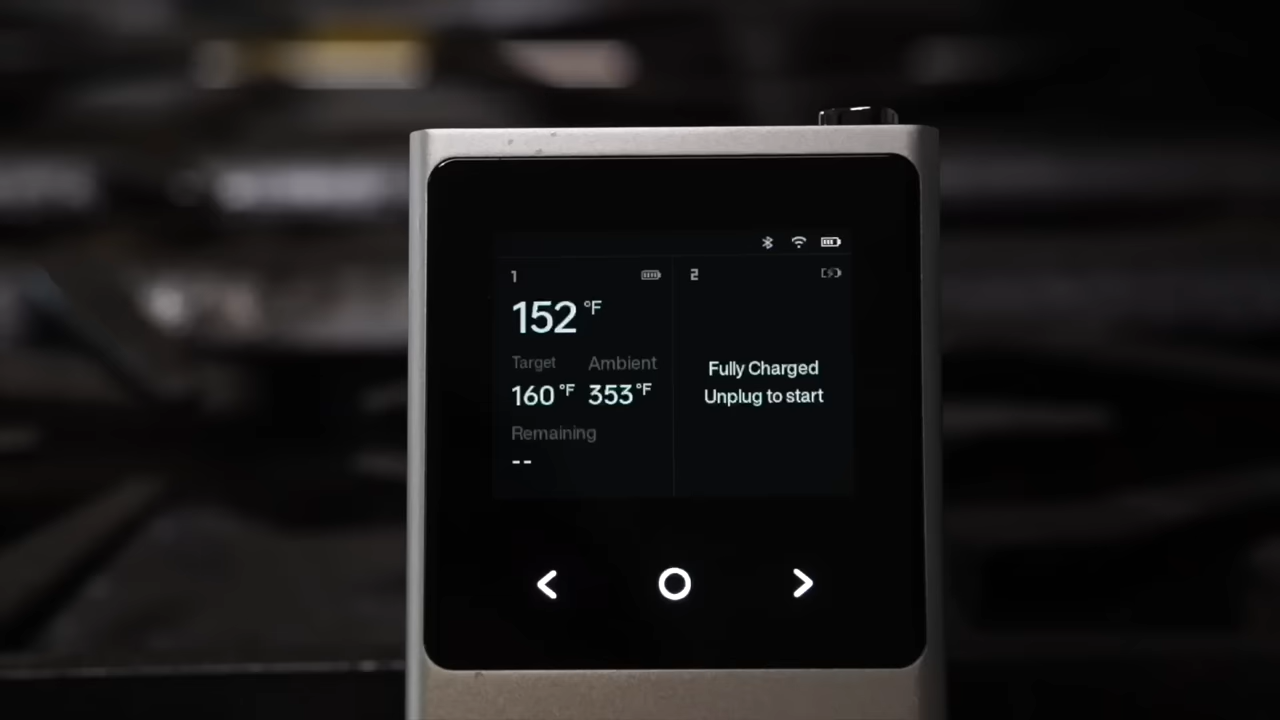 1
152 °F
Target Ambient
160 °F 353 °F
Remaining
--
2
Fully Charged
Unplug to start